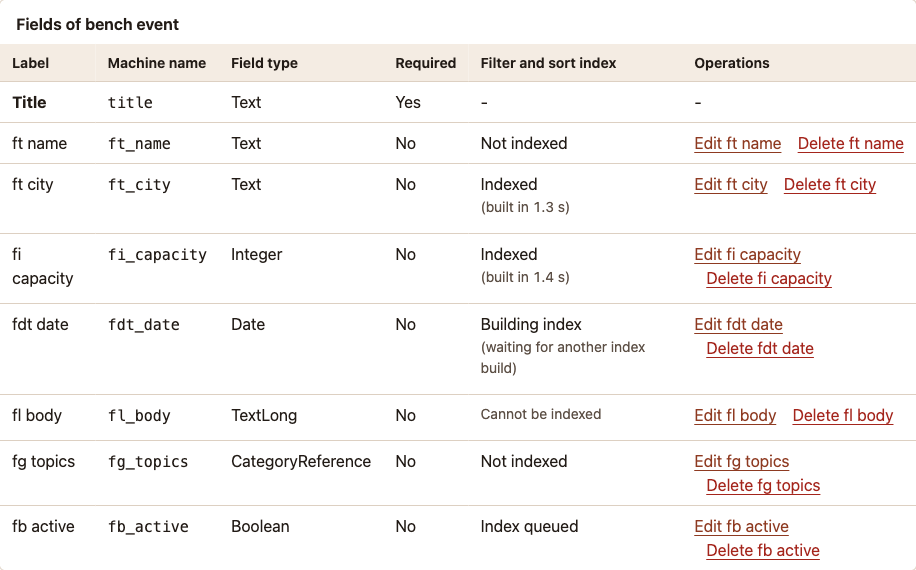 Fields of bench event
Label Machine name Field type Required Filter and sort index Operations
Title title Text Yes - -
ft name ft_name Text No Not indexed Edit ft name Delete ft name
ft city ft_city Text No Indexed Edit ft city Delete ft city
(built in 1.3 s)
fi fi_capacity Integer No Indexed Edit fi capacity
capacity (built in 1.4 s) Delete fi capacity
fdt date fdt_date Date No Building index Edit fdt date
(waiting for another index Delete fdt date
build)
fl body fl_body TextLong No Cannot be indexed Edit fl body Delete fl body
fg topics fg_topics CategoryReference No Not indexed Edit fg topics
Delete fg topics
fb active fb_active Boolean No Index queued Edit fb active
Delete fb active